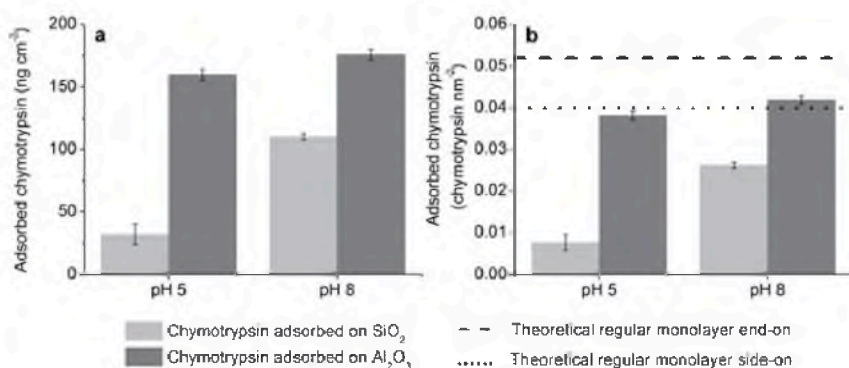 a
Adsorbed chymotrypsin (ng cm⁻²)
200
150
100
50
0
pH 5
pH 8
b
Adsorbed chymotrypsin
(chymotrypsin nm⁻²)
0.06
0.05
0.04
0.03
0.02
0.01
0.00
pH 5
pH 8
Chymotrypsin adsorbed on SiO₂
Chymotrypsin adsorbed on Al₂O₃
Theoretical regular monolayer end-on
Theoretical regular monolayer side-on